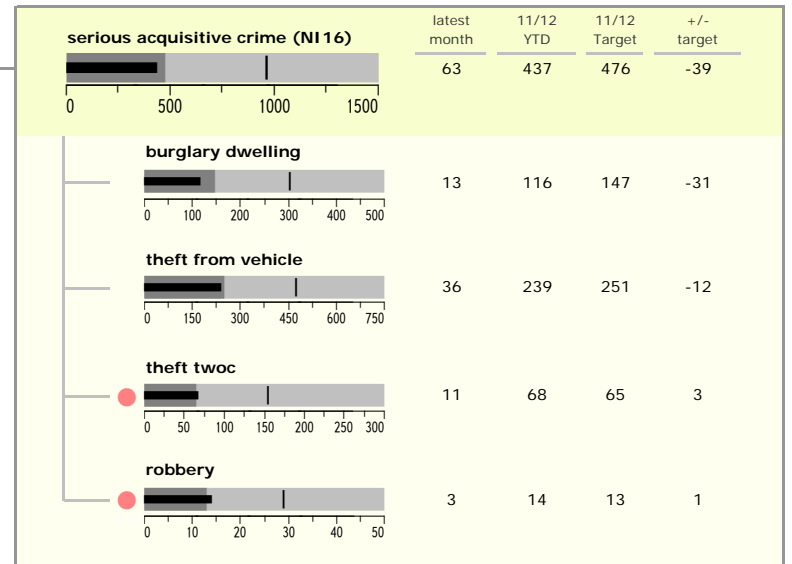 latest 11/12 11/12 +/-
serious acquisitive crime (NI16) month YTD Target target
63 437 476 -39
0 500 1000 1500
burglary dwelling
13 116 147 -31
0 100 200 300 400 500
theft from vehicle
36 239 251 -12
0 150 300 450 600 750
theft twoc
11 68 65 3
0 50 100 150 200 250 300
robbery
3 14 13 1
0 10 20 30 40 50